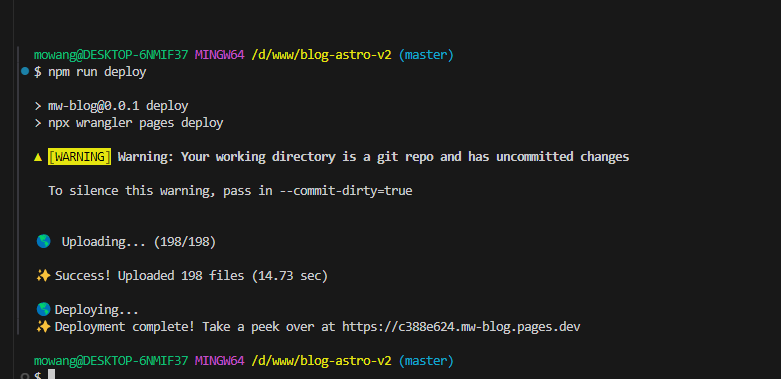 mowang@DESKTOP-6NMIF37 MINGW64 /d/www/blog-astro-v2 (master)
$ npm run deploy
> mw-blog@0.0.1 deploy
> npx wrangler pages deploy
▲ [WARNING] Warning: Your working directory is a git repo and has uncommitted changes
To silence this warning, pass in --commit-dirty=true
🌎 Uploading... (198/198)
✨ Success! Uploaded 198 files (14.73 sec)
🌎 Deploying...
✨ Deployment complete! Take a peek over at https://c388e624.mw-blog.pages.dev
mowang@DESKTOP-6NMIF37 MINGW64 /d/www/blog-astro-v2 (master)
$